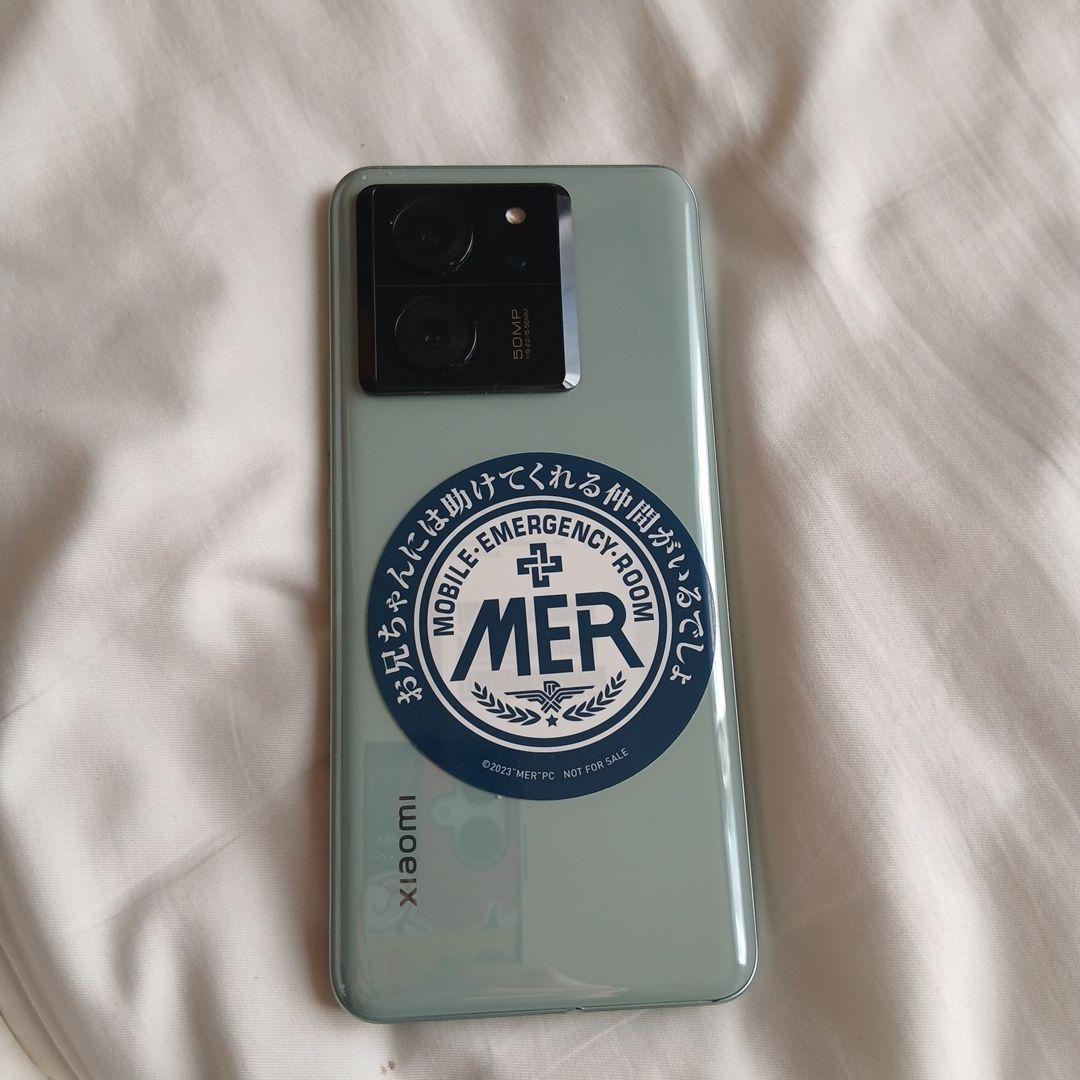 50MP
お兄ちゃんには助けてくれる仲間がいるでしょ
MOBILE·EMERGENCY·ROOM
MER
©2023"MER"PC NOT FOR SALE
xiaomi